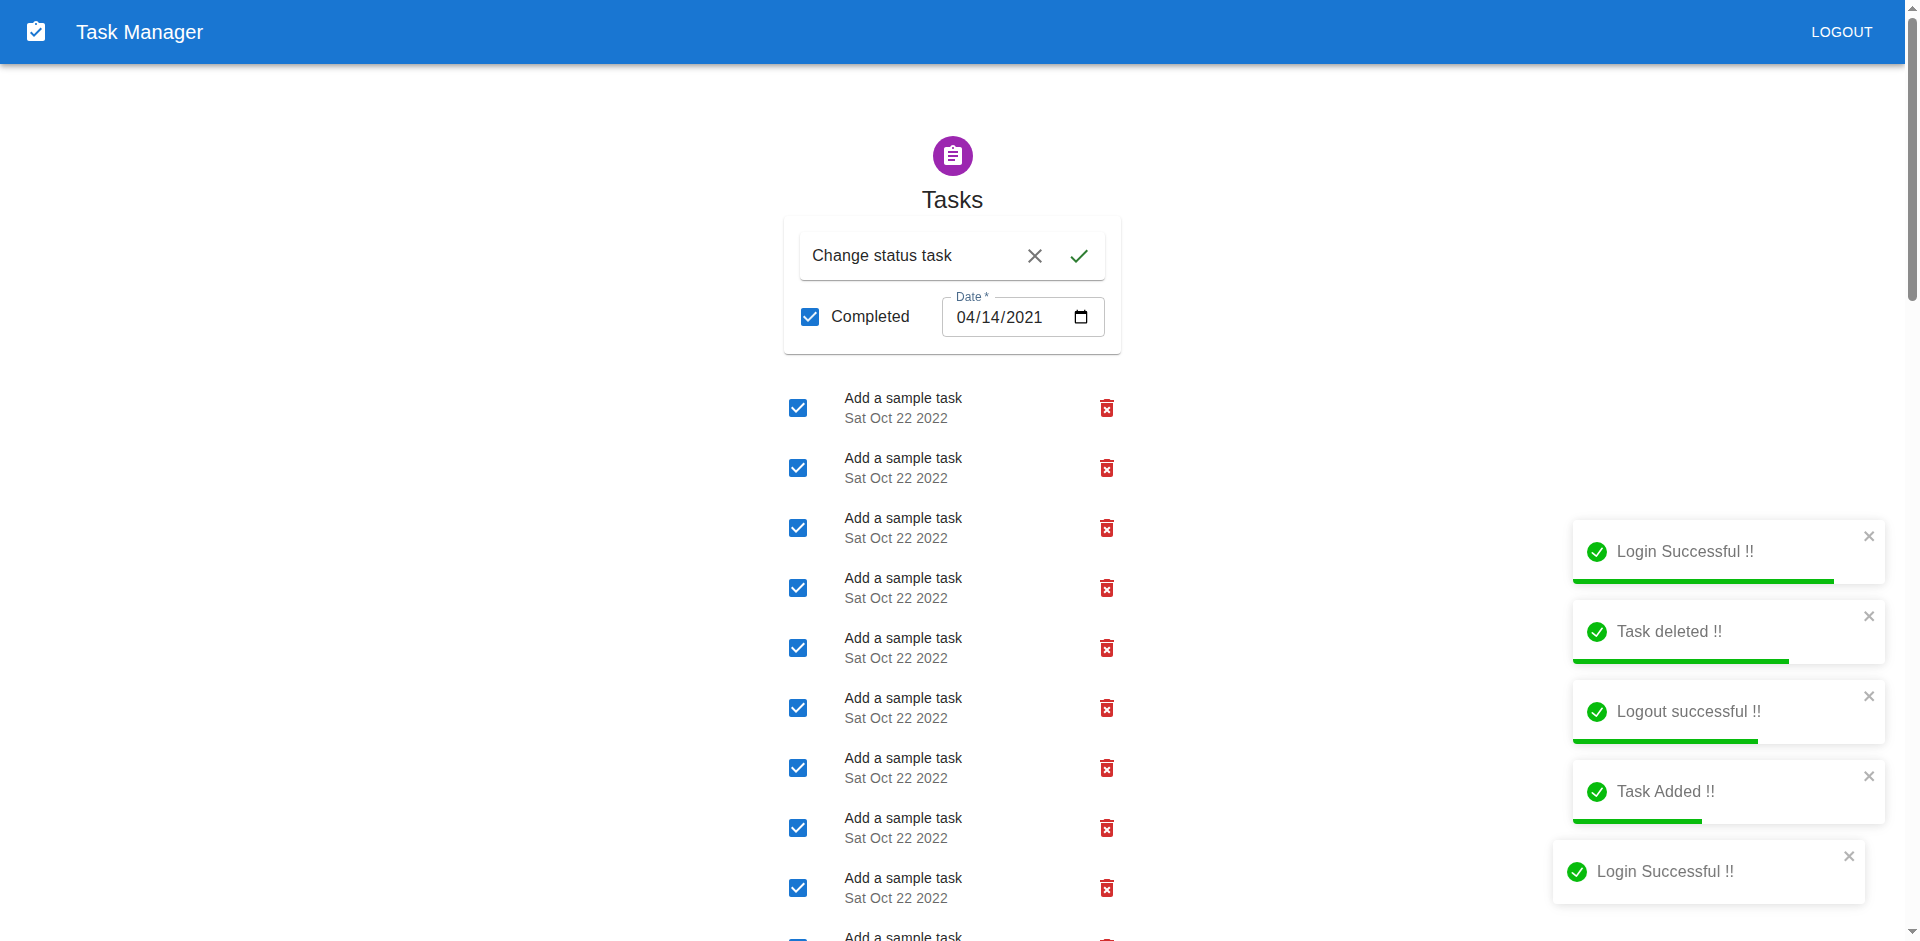 Task Manager
LOGOUT
Tasks
Change status task
Date *
Completed
04/14/2021
Add a sample task
Sat Oct 22 2022
Add a sample task
Sat Oct 22 2022
Add a sample task
Sat Oct 22 2022
Add a sample task
Sat Oct 22 2022
Add a sample task
Sat Oct 22 2022
Add a sample task
Sat Oct 22 2022
Add a sample task
Sat Oct 22 2022
Add a sample task
Sat Oct 22 2022
Add a sample task
Sat Oct 22 2022
Add a sample task
Login Successful !!
Task deleted !!
Logout successful !!
Task Added !!
Login Successful !!